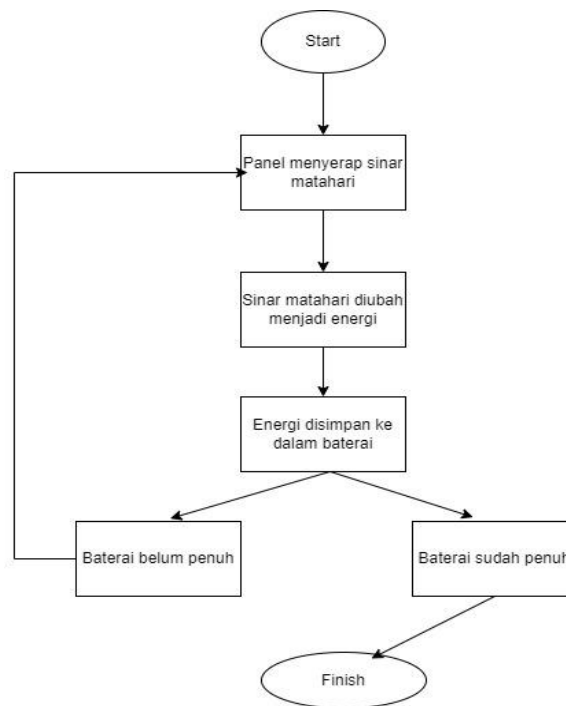 Start
Panel menyerap sinar
matahari
Sinar matahari diubah
menjadi energi
Energi disimpan ke
dalam baterai
Baterai belum penuh
Baterai sudah penuh
Finish